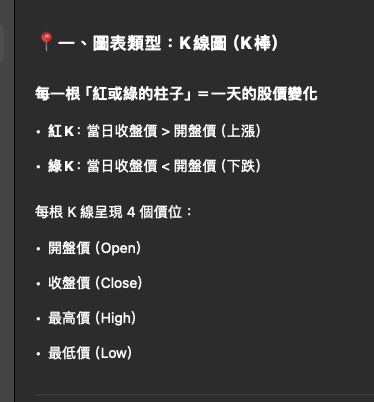 📍一、圖表類型：K線圖（K棒）
每一根「紅或綠的柱子」＝一天的股價變化
• 紅K：當日收盤價 > 開盤價（上漲）
• 綠K：當日收盤價 < 開盤價（下跌）
每根 K 線呈現 4 個價位：
• 開盤價 (Open)
• 收盤價 (Close)
• 最高價 (High)
• 最低價 (Low)